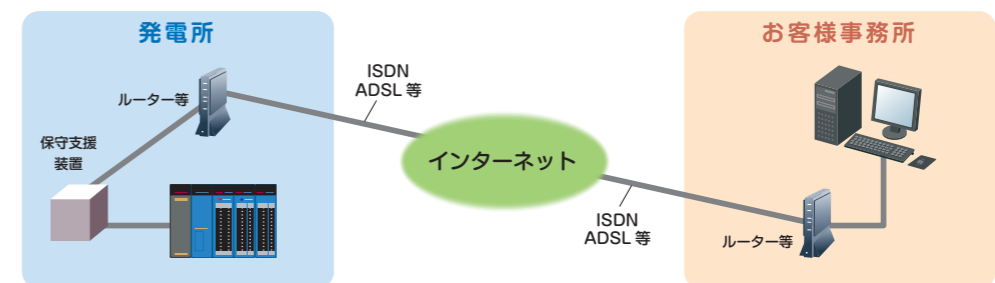 発電所
お客様事務所
ISDN
ADSL 等
ルーター等
保守支援
装置
インターネット
ISDN
ADSL 等
ルーター等